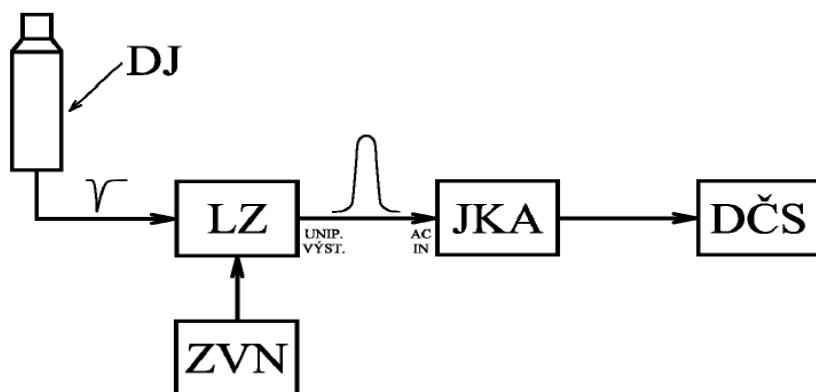 DJ
LZ
UNIP.
VÝST.
AC
IN
JKA
DČS
ZVN